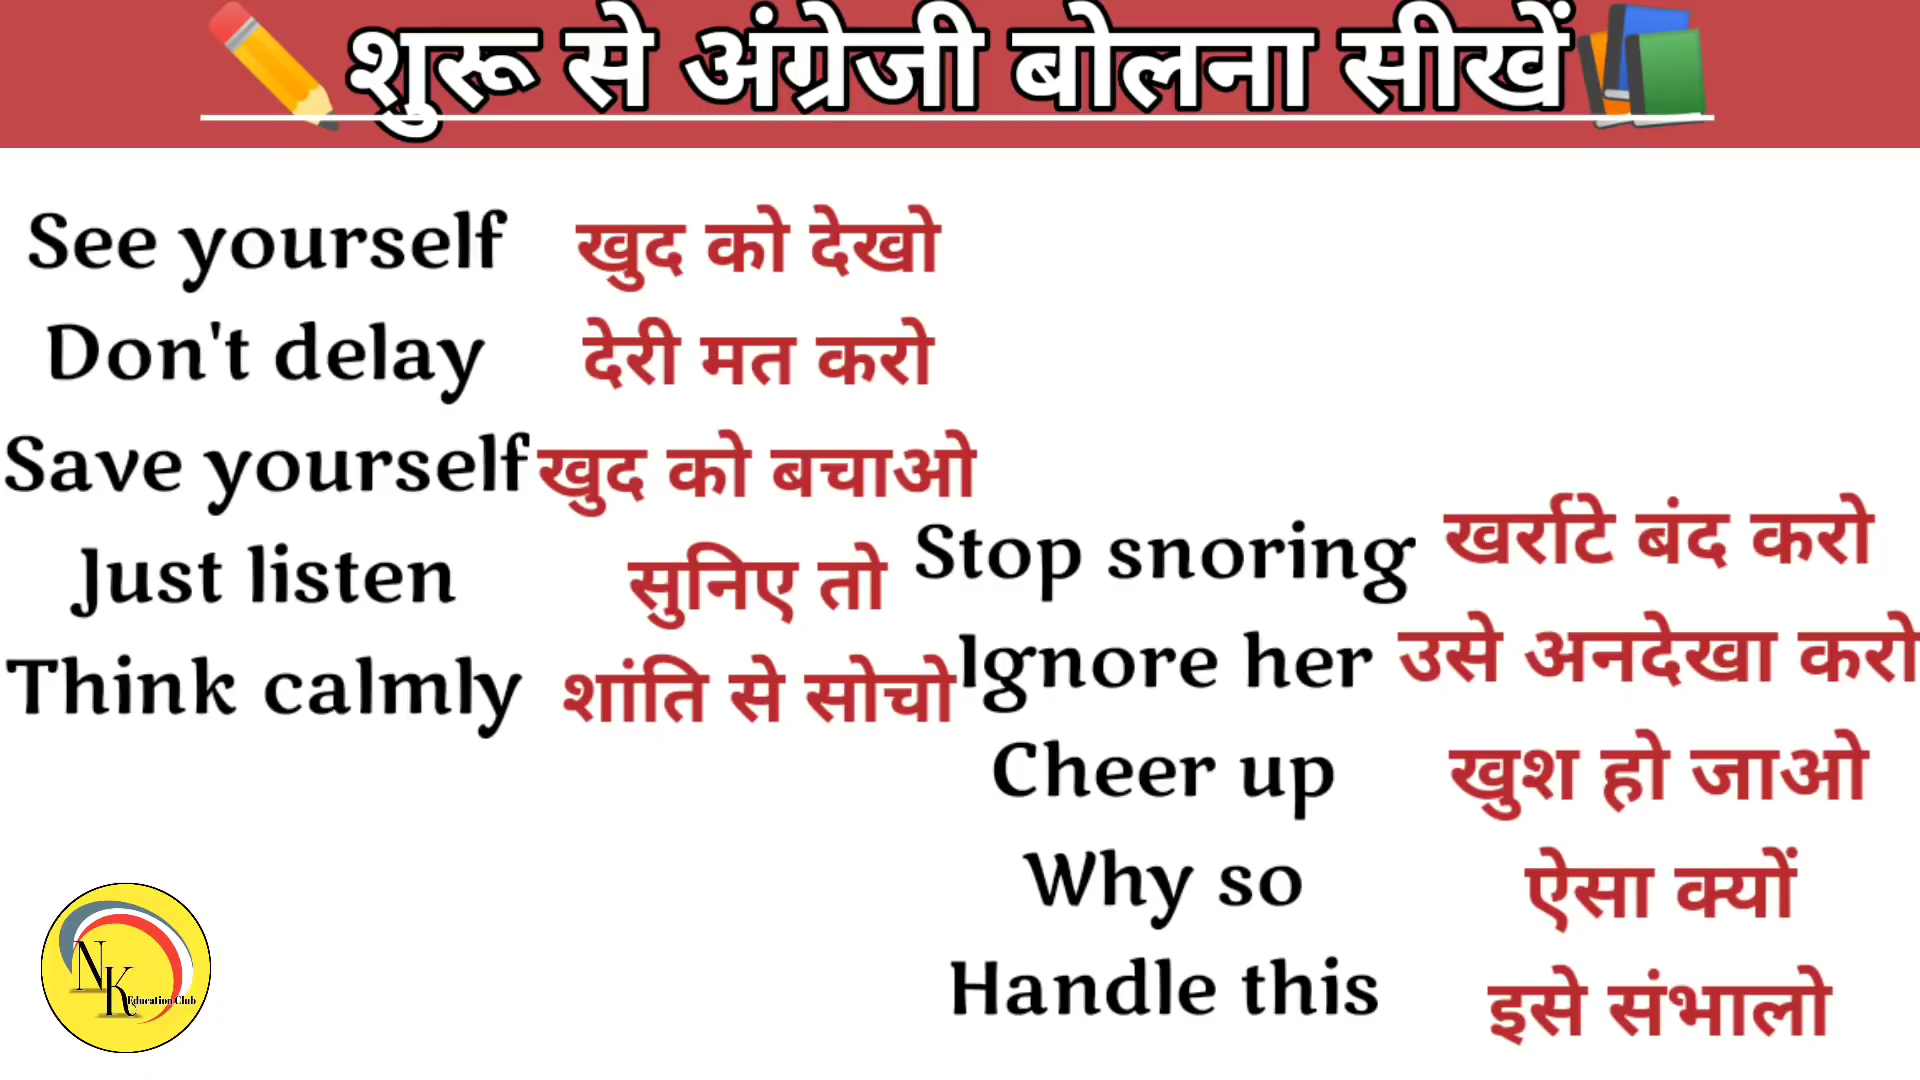 शुरू से अंग्रेजी बोलना सीखें
See yourself खुद को देखो
Don't delay देरी मत करो
Save yourself खुद को बचाओ
Just listen सुनिए तो
Think calmly शांति से सोचो
Stop snoring खर्राटे बंद करो
Ignore her उसे अनदेखा करो
Cheer up खुश हो जाओ
Why so ऐसा क्यों
Handle this इसे संभालो
NK Education Club